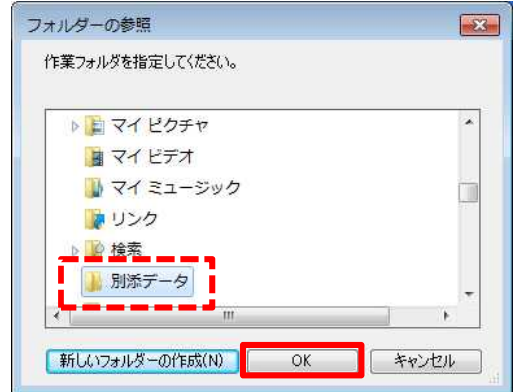 フォルダーの参照
作業フォルダを指定してください。
マイ ピクチャ
マイ ビデオ
マイ ミュージック
リンク
検索
別添データ
新しいフォルダーの作成(N)
OK
キャンセル